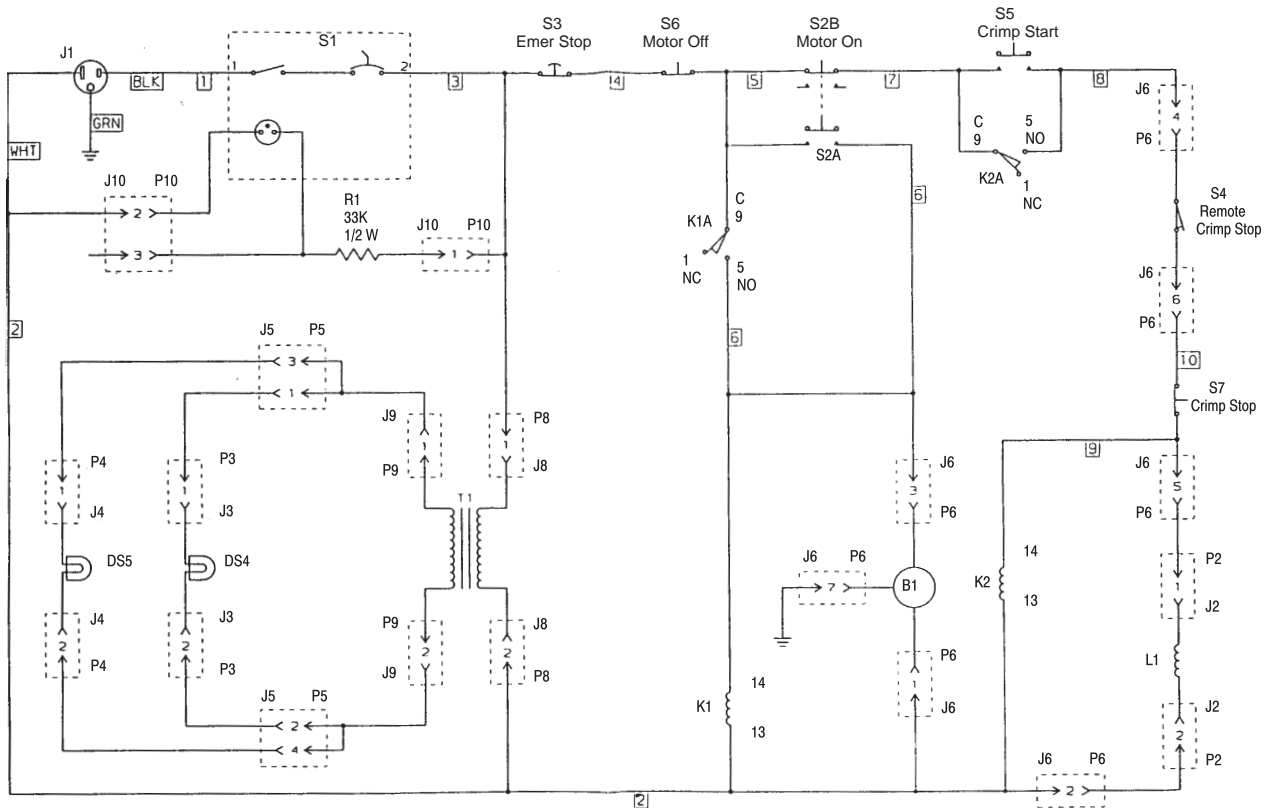 S3
Emer Stop
S6
Motor Off
S2B
Motor On
S5
Crimp Start
J1
S1
1
2
BLK
1
3
14
5
17
8
GRN
WHT
J6
4
P6
C
9
5
NO
K2A
1
NC
S2A
J10
P10
2
3
R1
33K
1/2 W
J10
P10
1
6
K1A
C
9
1
NC
5
NO
6
S4
Remote
Crimp Stop
J6
6
P6
10
S7
Crimp Stop
2
J5
P5
3
1
J9
1
P9
P8
1
J8
9
J6
5
P6
P4
1
J4
P3
1
J3
T1
J6
3
P6
DS5
DS4
J6
P6
7
B1
K2
14
13
P2
1
J2
L1
J4
2
P4
J3
2
P3
P9
2
J9
J8
2
P8
P6
1
J6
K1
14
13
J5
P5
2
4
J2
2
P2
J6
P6
2
2